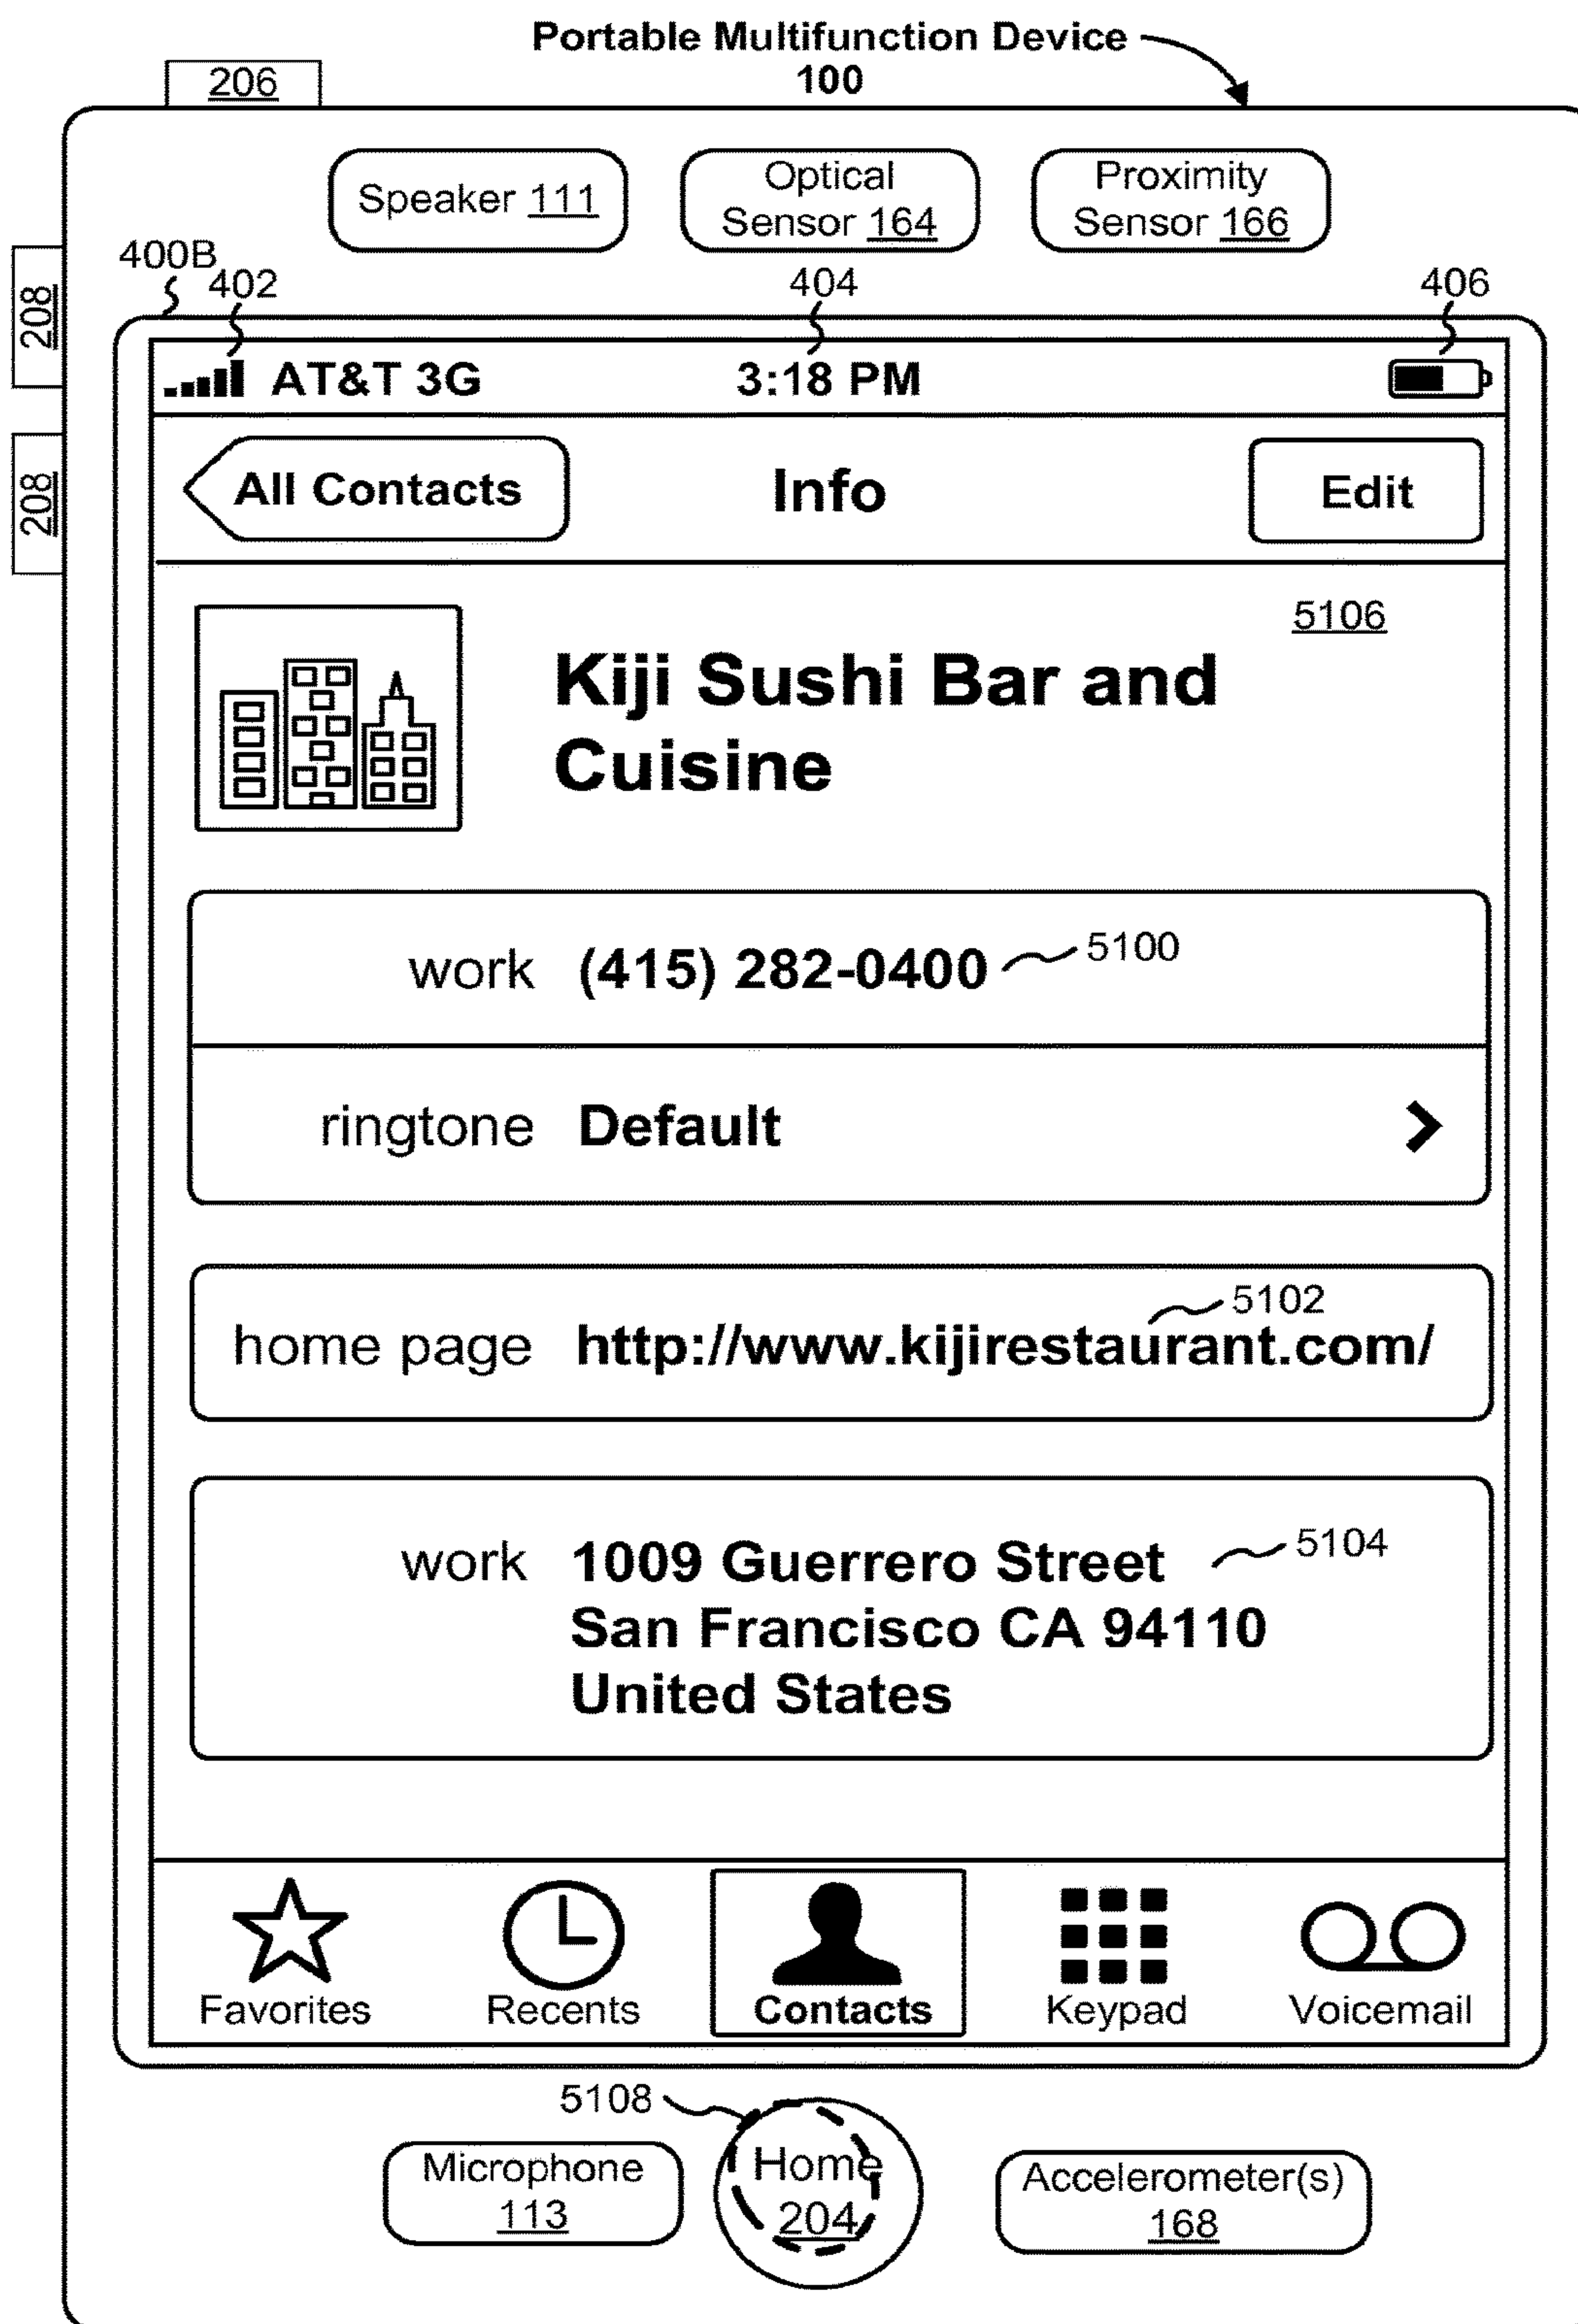 Portable Multifunction Device
100
206
Speaker 111
Optical
Sensor 164
Proximity
Sensor 166
208
208
400B
402
404
406
AT&T 3G
3:18 PM
All Contacts
Info
Edit
5106
Kiji Sushi Bar and
Cuisine
work (415) 282-0400
5100
ringtone Default
5102
home page http://www.kijirestaurant.com/
work 1009 Guerrero Street
5104
San Francisco CA 94110
United States
Favorites
Recents
Contacts
Keypad
Voicemail
5108
Microphone
113
Home
204
Accelerometer(s)
168